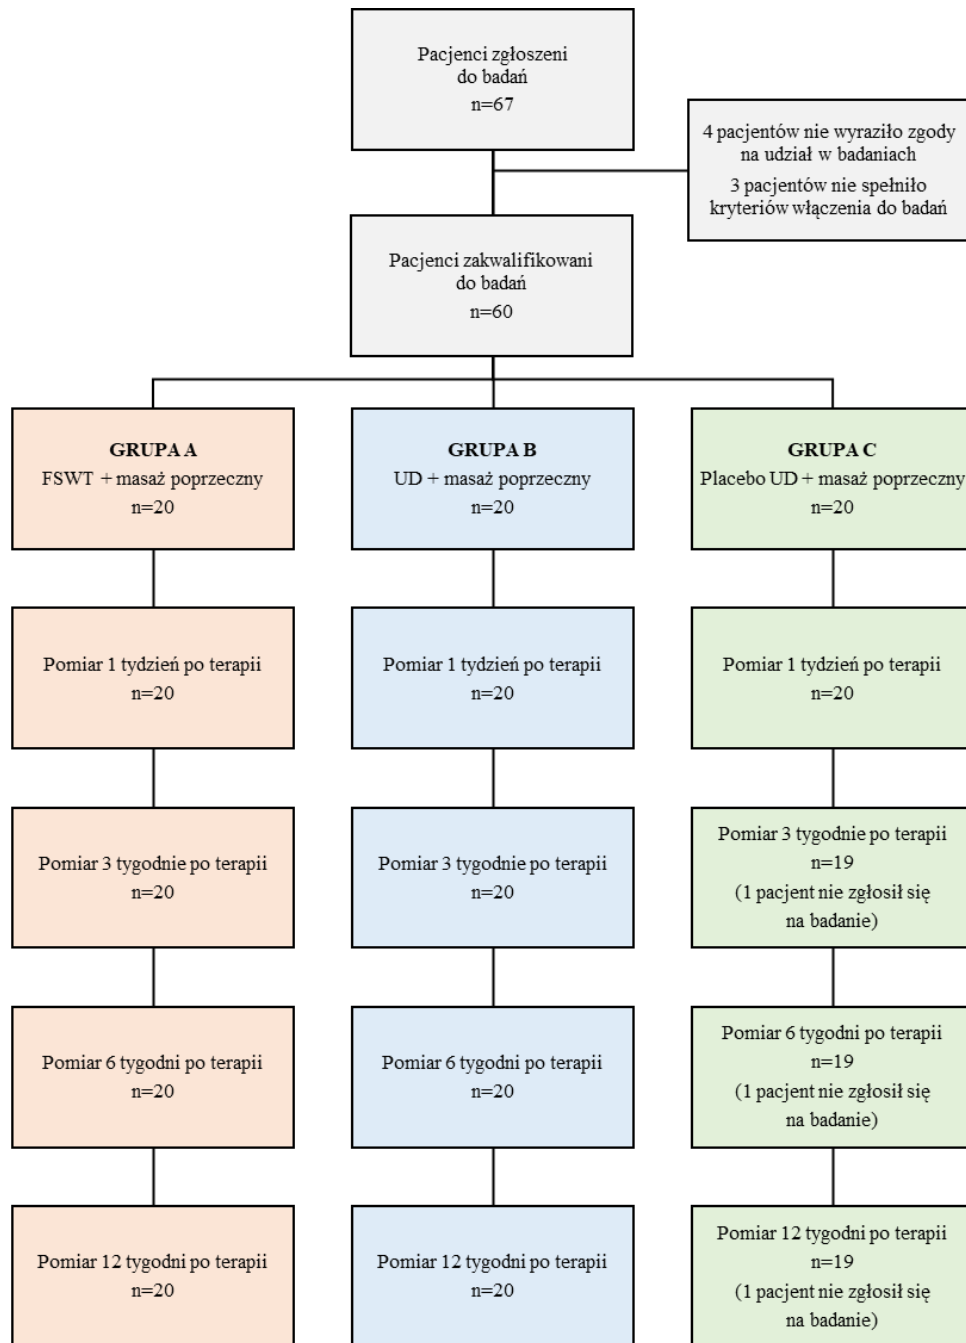 Pacjenci zgłoszeni
do badań
n=67
4 pacjentów nie wyraziło zgody
na udział w badaniach
3 pacjentów nie spełniło
kryteriów włączenia do badań
Pacjenci zakwalifikowani
do badań
n=60
GRUPA A
FSWT + masaż poprzeczny
n=20
GRUPA B
UD + masaż poprzeczny
n=20
GRUPA C
Placebo UD + masaż poprzeczny
n=20
Pomiar 1 tydzień po terapii
n=20
Pomiar 1 tydzień po terapii
n=20
Pomiar 1 tydzień po terapii
n=20
Pomiar 3 tygodnie po terapii
n=20
Pomiar 3 tygodnie po terapii
n=20
Pomiar 3 tygodnie po terapii
n=19
(1 pacjent nie zgłosił się
na badanie)
Pomiar 6 tygodni po terapii
n=20
Pomiar 6 tygodni po terapii
n=20
Pomiar 6 tygodni po terapii
n=19
(1 pacjent nie zgłosił się
na badanie)
Pomiar 12 tygodni po terapii
n=20
Pomiar 12 tygodni po terapii
n=20
Pomiar 12 tygodni po terapii
n=19
(1 pacjent nie zgłosił się
na badanie)